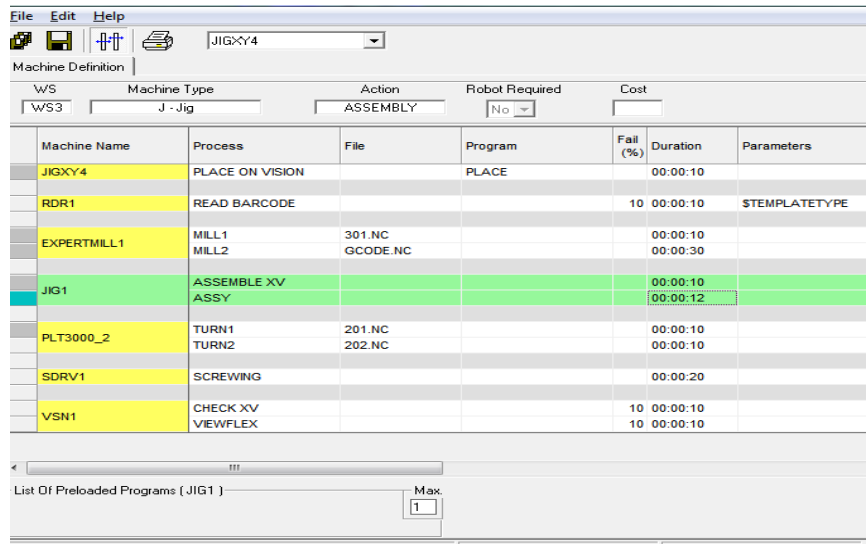 File Edit Help
JIGXY4
Machine Definition
WS Machine Type Action Robot Required Cost
WS3 J - Jig ASSEMBLY No
Machine Name Process File Program Fail (%) Duration Parameters
JIGXY4 PLACE ON VISION PLACE 00:00:10
RDR1 READ BARCODE 10 00:00:10 $TEMPLATETYPE
EXPERTMILL1 MILL1 301.NC 00:00:10
MILL2 GCODE.NC 00:00:30
JIG1 ASSEMBLE XV 00:00:10
ASSY 00:00:12
PLT3000_2 TURN1 201.NC 00:00:10
TURN2 202.NC 00:00:10
SDRV1 SCREWING 00:00:20
VSN1 CHECK XV 10 00:00:10
VIEWFLEX 10 00:00:10
List Of Preloaded Programs ( JIG1 ) Max.
1